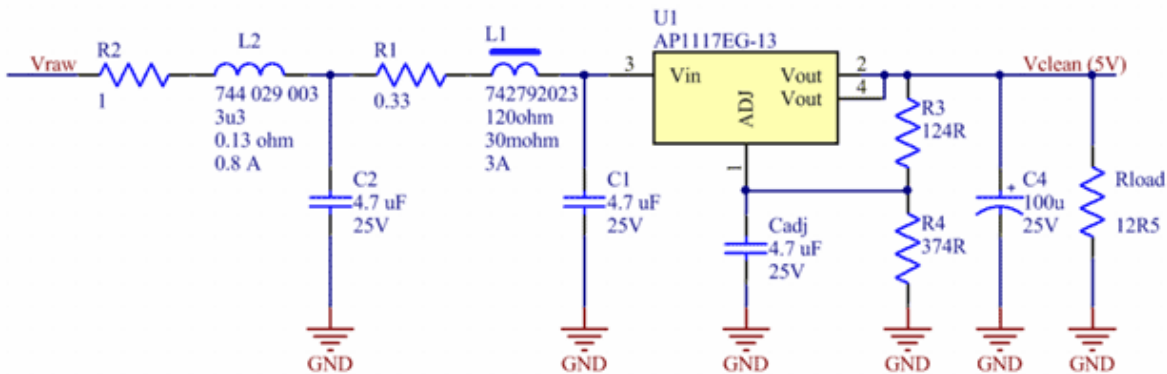 Vraw
R2
1
L2
744 029 003
3u3
0.13 ohm
0.8 A
C2
4.7 uF
25V
GND
R1
0.33
L1
742792023
120ohm
30mohm
3A
C1
4.7 uF
25V
GND
U1
AP1117EG-13
3
Vin
Vout
2
Vout
4
ADJ
1
Cadj
4.7 uF
25V
GND
R3
124R
R4
374R
GND
Vclean (5V)
C4
+
100u
25V
GND
Rload
12R5
GND